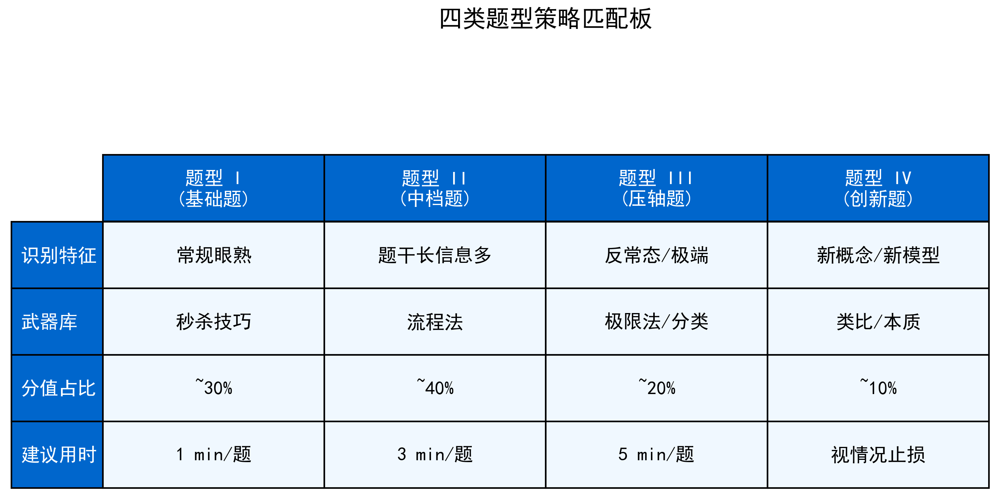 四类题型策略匹配板
题型 I
(基础题)
题型 II
(中档题)
题型 III
(压轴题)
题型 IV
(创新题)
识别特征
常规眼熟
题干长信息多
反常态/极端
新概念/新模型
武器库
秒杀技巧
流程法
极限法/分类
类比/本质
分值占比
~30%
~40%
~20%
~10%
建议用时
1 min/题
3 min/题
5 min/题
视情况止损